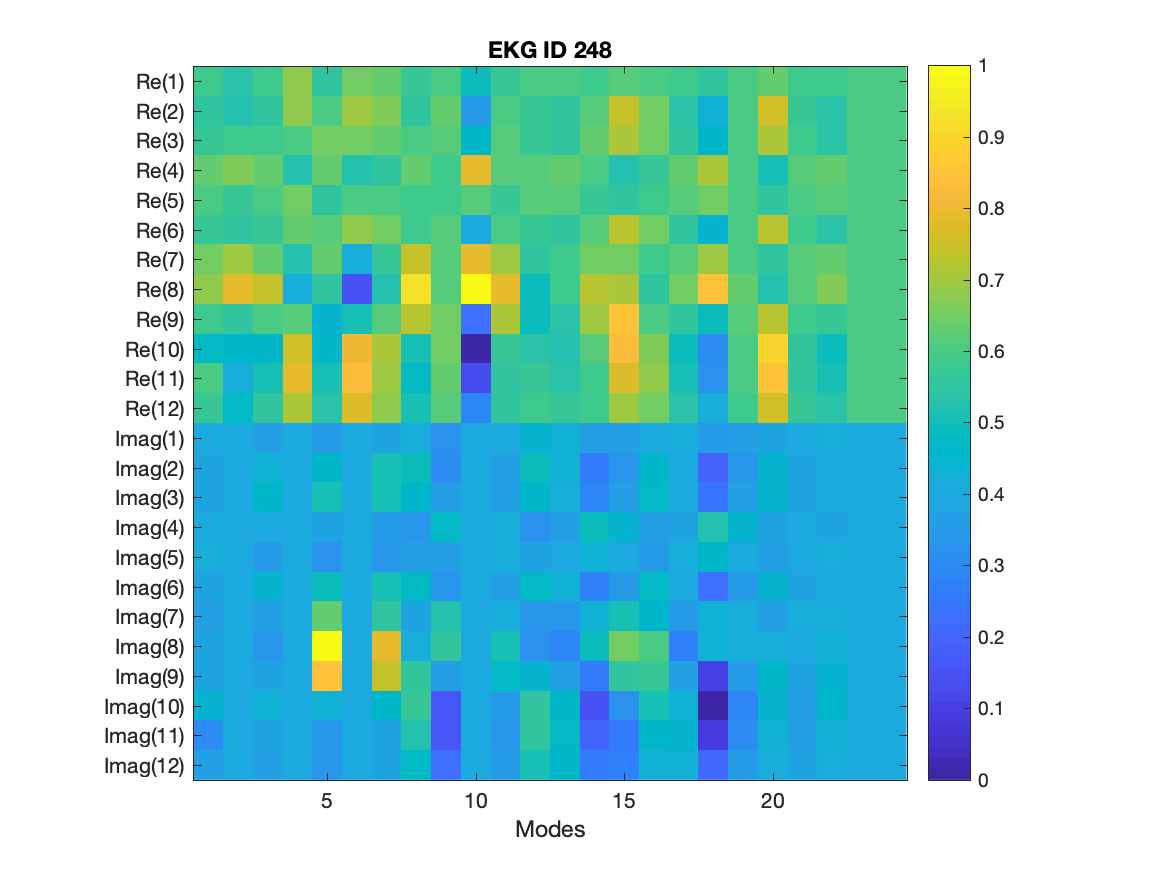 EKG ID 248
Re(1)
Re(2)
Re(3)
Re(4)
Re(5)
Re(6)
Re(7)
Re(8)
Re(9)
Re(10)
Re(11)
Re(12)
Imag(1)
Imag(2)
Imag(3)
Imag(4)
Imag(5)
Imag(6)
Imag(7)
Imag(8)
Imag(9)
Imag(10)
Imag(11)
Imag(12)
5 10 15 20
Modes
1
0.9
0.8
0.7
0.6
0.5
0.4
0.3
0.2
0.1
0